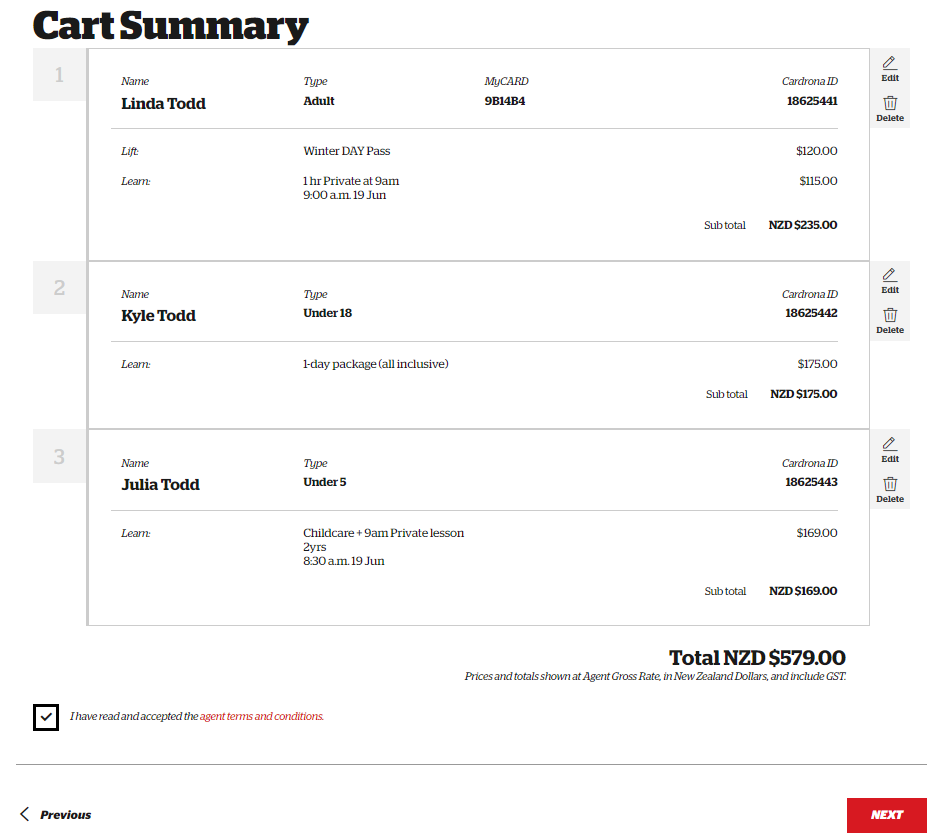 Cart Summary
1
Name Type MyCARD Cardrona ID
Linda Todd Adult 9B14B4 18625441
Edit
Delete
Lift: Winter DAY Pass $120.00
Learn: 1 hr Private at 9am $115.00
9:00 a.m. 19 Jun
Sub total NZD $235.00
2
Name Type Cardrona ID
Kyle Todd Under 18 18625442
Edit
Delete
Learn: 1-day package (all inclusive) $175.00
Sub total NZD $175.00
3
Name Type Cardrona ID
Julia Todd Under 5 18625443
Edit
Delete
Learn: Childcare + 9am Private lesson $169.00
2yrs
8:30 a.m. 19 Jun
Sub total NZD $169.00
Total NZD $579.00
Prices and totals shown at Agent Gross Rate, in New Zealand Dollars, and include GST.
I have read and accepted the agent terms and conditions.
Previous NEXT